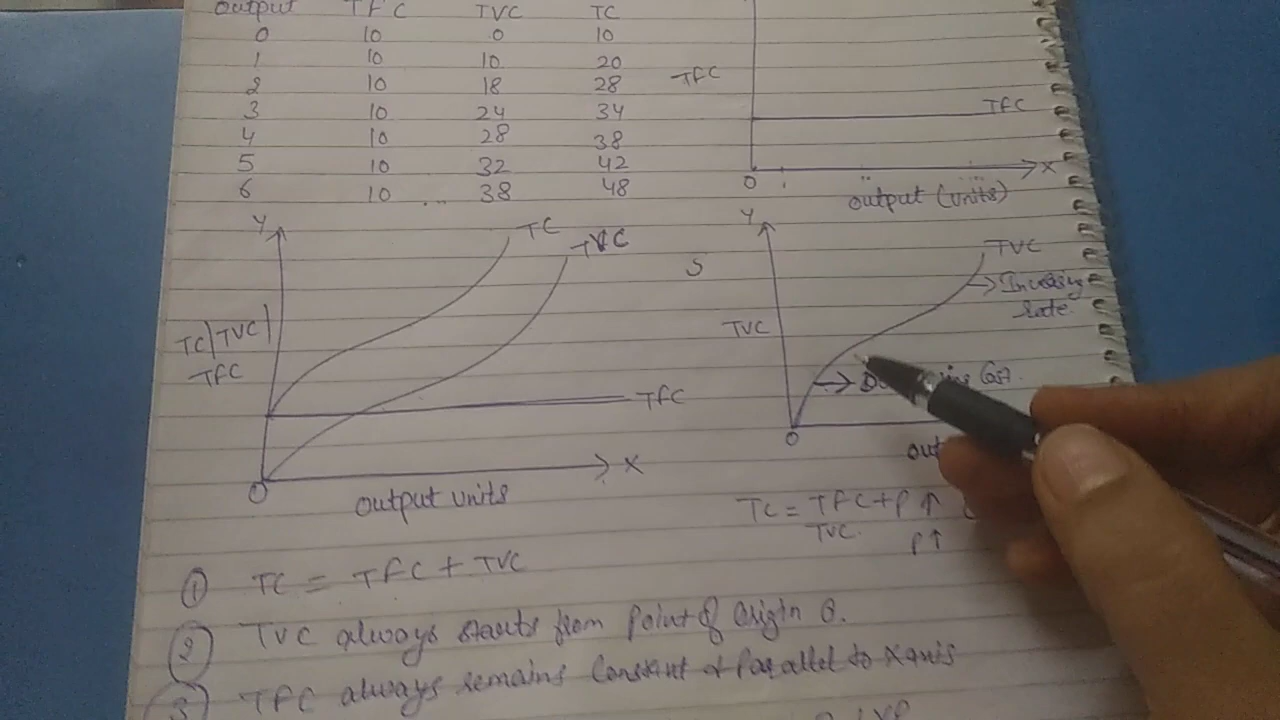 Output TFC TVC TC
0 10 0 10
1 10 10 20
2 10 18 28
3 10 24 34
4 10 28 38
5 10 32 42
6 10 38 48
TFC
TFC
0
X
output (units)
Y
TC
TVC
TC/TVC/
TFC
TFC
0
X
output units
S
Y
TVC
Increasing
rate.
TVC
Cost.
0
TC = TFC + P ↑
TVC.
P ↑
① TC = TFC + TVC
② TVC always starts from point of origin 0.
③ TFC always remains Constant & Parallel to X axis